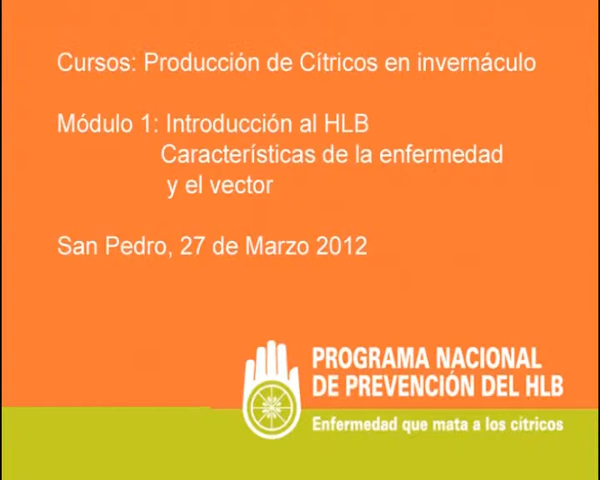 Cursos: Producción de Cítricos en invernáculo
Módulo 1: Introducción al HLB
Características de la enfermedad
y el vector
San Pedro, 27 de Marzo 2012
PROGRAMA NACIONAL
DE PREVENCIÓN DEL HLB
Enfermedad que mata a los cítricos